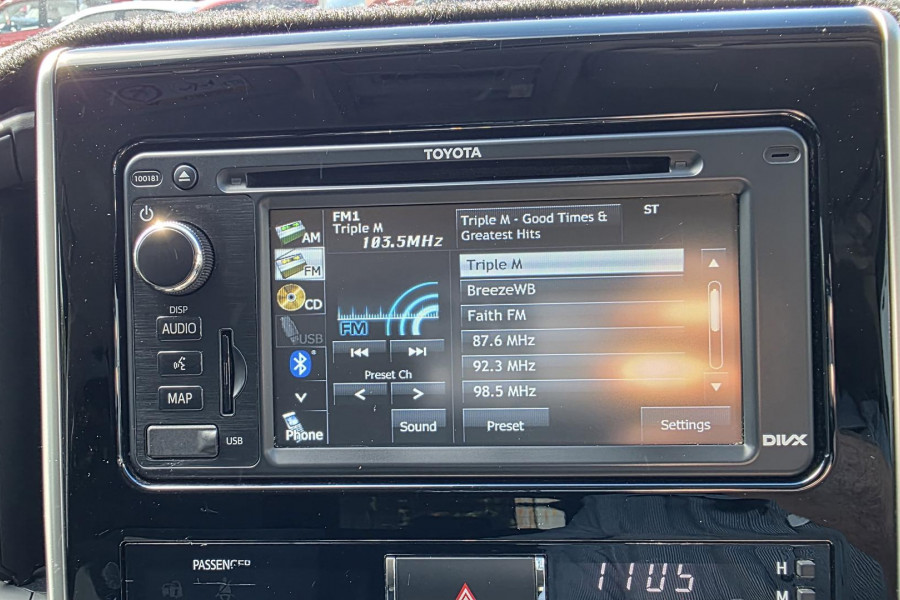 TOYOTA
100181
FM1
Triple M
103.5MHz
Triple M - Good Times &
Greatest Hits
ST
AM
FM
CD
USB
Phone
FM
Preset Ch
<
>
Sound
Triple M
BreezeWB
Faith FM
87.6 MHz
92.3 MHz
98.5 MHz
Preset
Settings
DISP
AUDIO
MAP
USB
DIVX
PASSENGER
1105
H
M